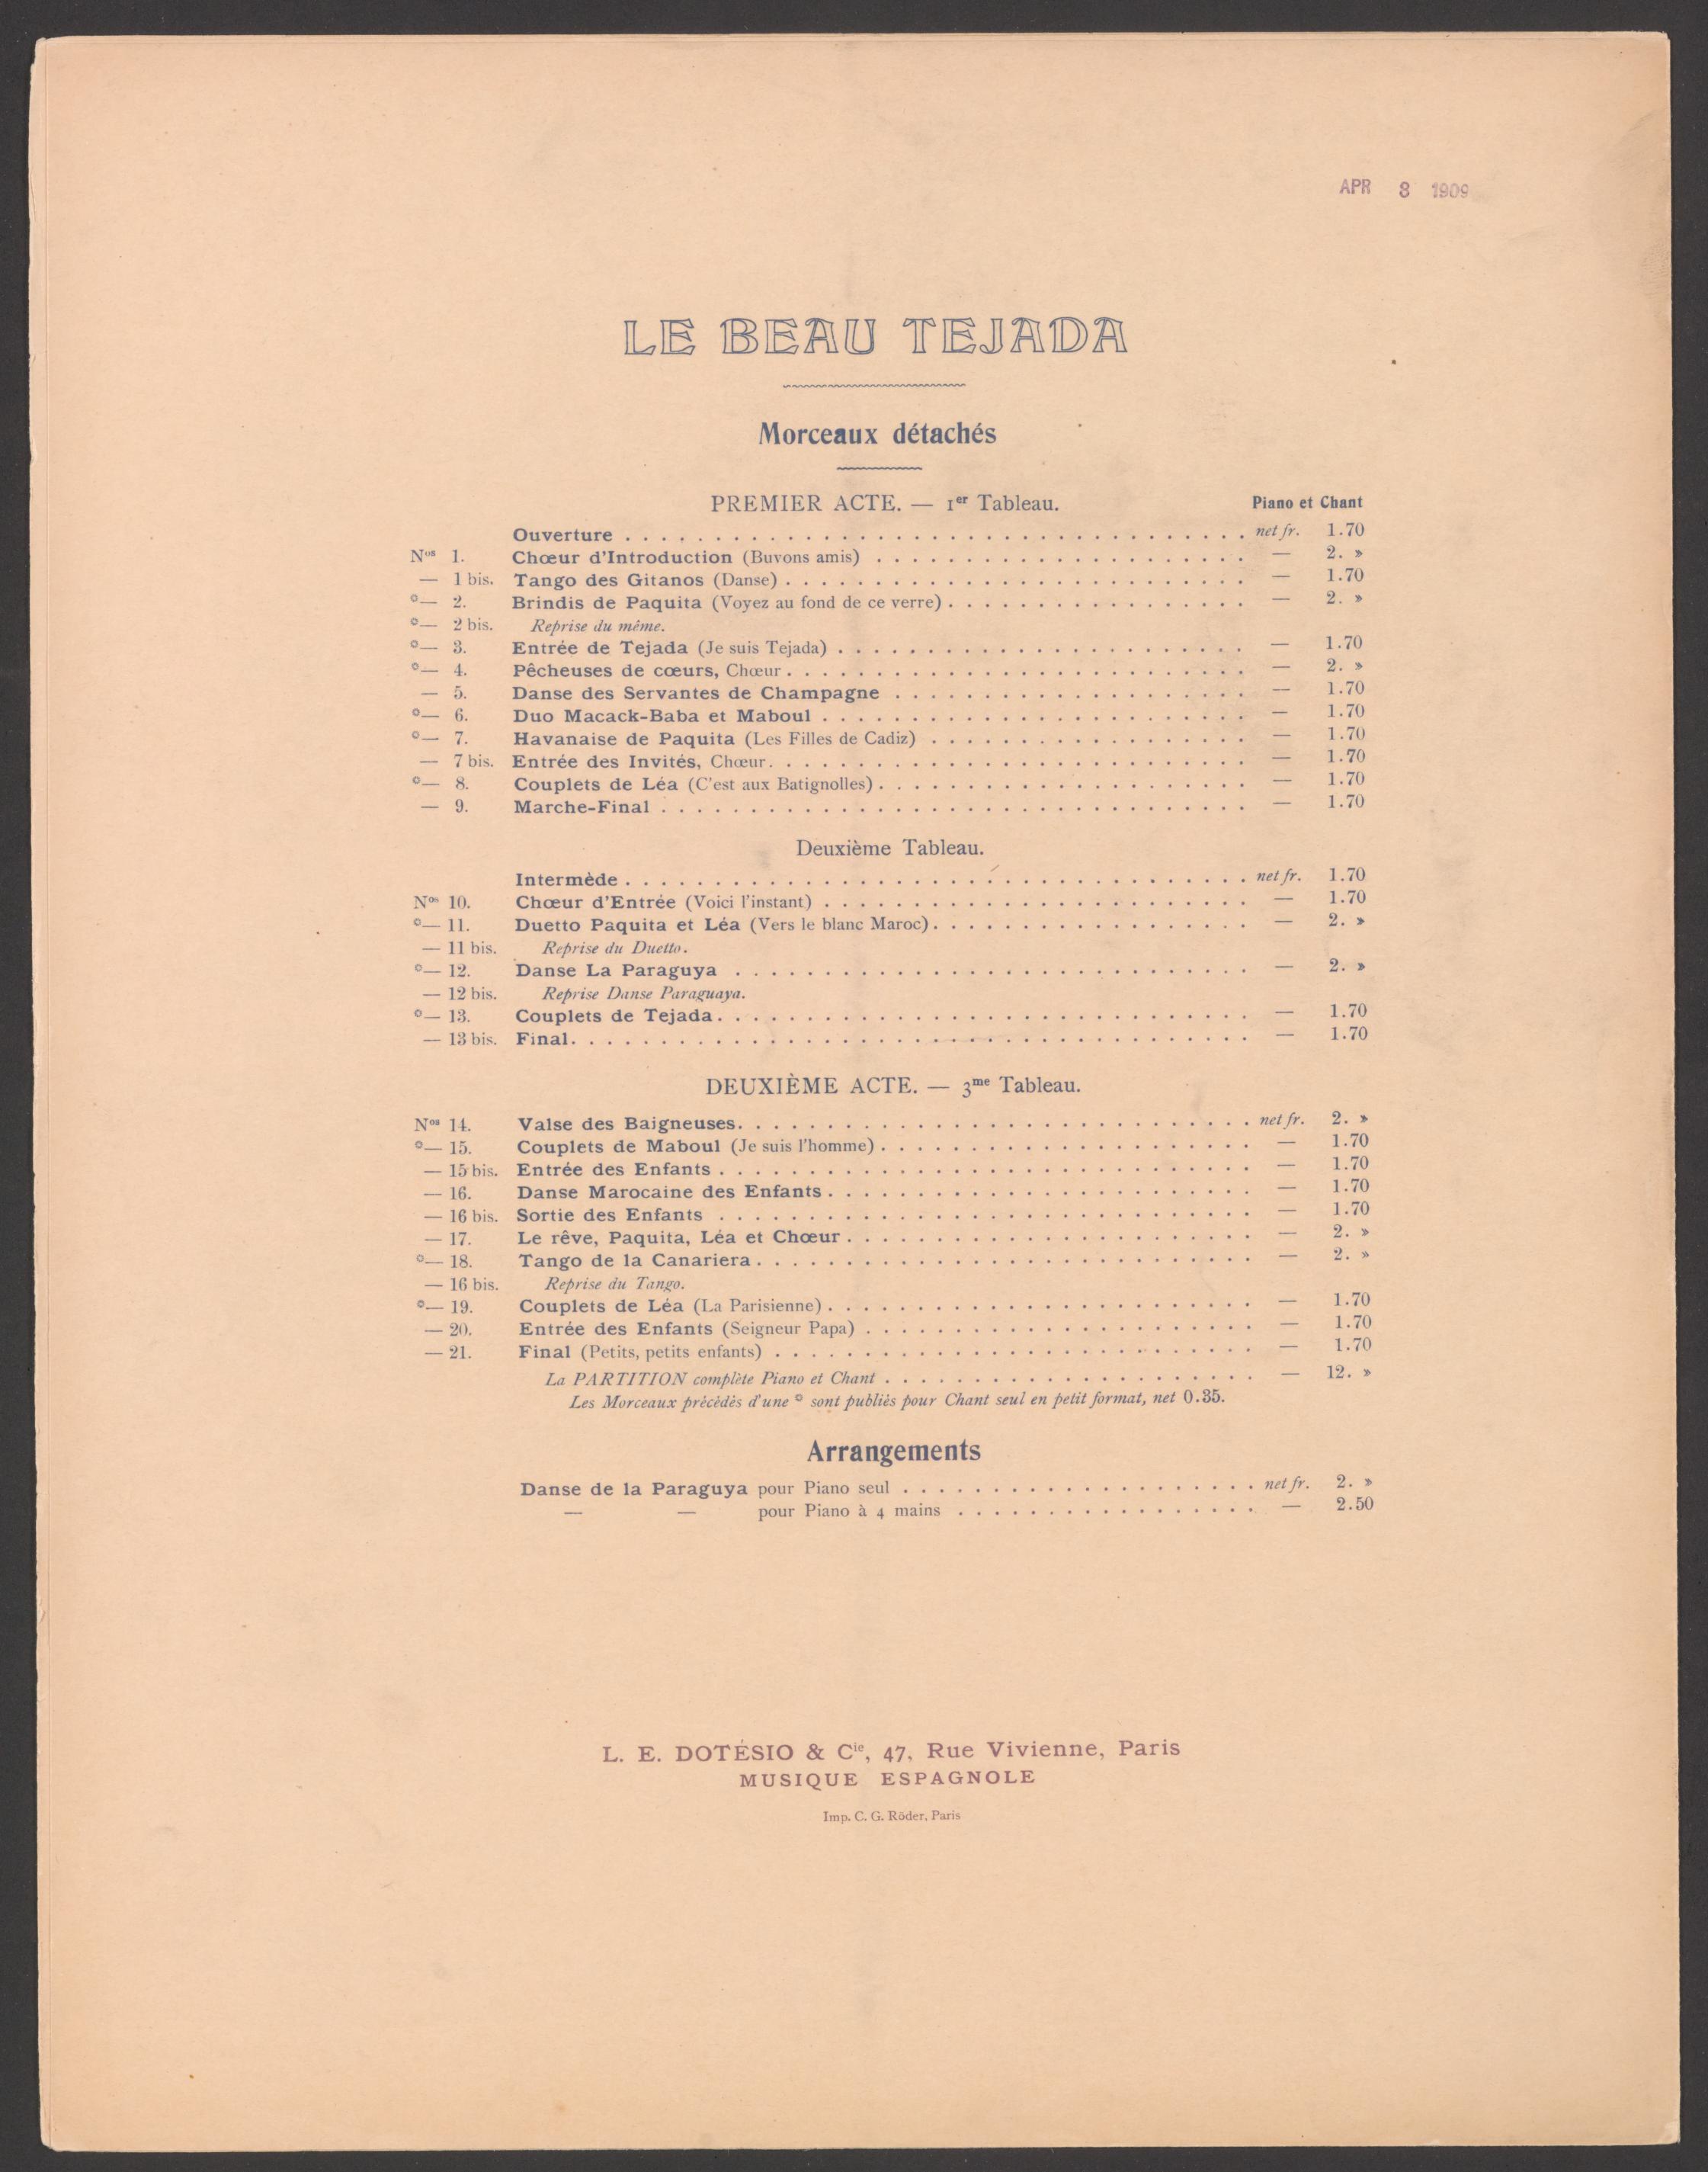 APR 8 1909
LE BEAU TEJADA
Morceaux détachés
PREMIER ACTE. — 1er Tableau. Piano et Chant
Ouverture . . . . . . . . . . net fr. 1.70
Nos 1. Chœur d'Introduction (Buvons amis) . . . . . . . . . . — 2. »
— 1 bis. Tango des Gitanos (Danse) . . . . . . . . . . — 1.70
°— 2. Brindis de Paquita (Voyez au fond de ce verre) . . . . . . . . . . — 2. »
°— 2 bis. Reprise du même.
°— 3. Entrée de Tejada (Je suis Tejada) . . . . . . . . . . — 1.70
°— 4. Pêcheuses de cœurs, Chœur . . . . . . . . . . — 2. »
— 5. Danse des Servantes de Champagne . . . . . . . . . . — 1.70
°— 6. Duo Macack-Baba et Maboul . . . . . . . . . . — 1.70
°— 7. Havanaise de Paquita (Les Filles de Cadiz) . . . . . . . . . . — 1.70
— 7 bis. Entrée des Invités, Chœur . . . . . . . . . . — 1.70
°— 8. Couplets de Léa (C'est aux Batignolles) . . . . . . . . . . — 1.70
— 9. Marche-Final . . . . . . . . . . — 1.70
Deuxième Tableau.
Intermède . . . . . . . . . . net fr. 1.70
Nos 10. Chœur d'Entrée (Voici l'instant) . . . . . . . . . . — 1.70
°— 11. Duetto Paquita et Léa (Vers le blanc Maroc) . . . . . . . . . . — 2. »
— 11 bis. Reprise du Duetto.
°— 12. Danse La Paraguya . . . . . . . . . . — 2. »
— 12 bis. Reprise Danse Paraguaya.
°— 13. Couplets de Tejada . . . . . . . . . . — 1.70
— 13 bis. Final . . . . . . . . . . — 1.70
DEUXIÈME ACTE. — 3me Tableau.
Nos 14. Valse des Baigneuses . . . . . . . . . . net fr. 2. »
°— 15. Couplets de Maboul (Je suis l'homme) . . . . . . . . . . — 1.70
— 15 bis. Entrée des Enfants . . . . . . . . . . — 1.70
— 16. Danse Marocaine des Enfants . . . . . . . . . . — 1.70
— 16 bis. Sortie des Enfants . . . . . . . . . . — 1.70
— 17. Le rêve, Paquita, Léa et Chœur . . . . . . . . . . — 2. »
°— 18. Tango de la Canariera . . . . . . . . . . — 2. »
— 16 bis. Reprise du Tango.
°— 19. Couplets de Léa (La Parisienne) . . . . . . . . . . — 1.70
— 20. Entrée des Enfants (Seigneur Papa) . . . . . . . . . . — 1.70
— 21. Final (Petits, petits enfants) . . . . . . . . . . — 1.70
La PARTITION complète Piano et Chant . . . . . . . . . . — 12. »
Les Morceaux précédés d'une ° sont publiés pour Chant seul en petit format, net 0.35.
Arrangements
Danse de la Paraguya pour Piano seul . . . . . . . . . . net fr. 2. »
— — pour Piano à 4 mains . . . . . . . . . . — 2.50
L. E. DOTÉSIO & Cie, 47, Rue Vivienne, Paris
MUSIQUE ESPAGNOLE
Imp. C. G. Röder, Paris